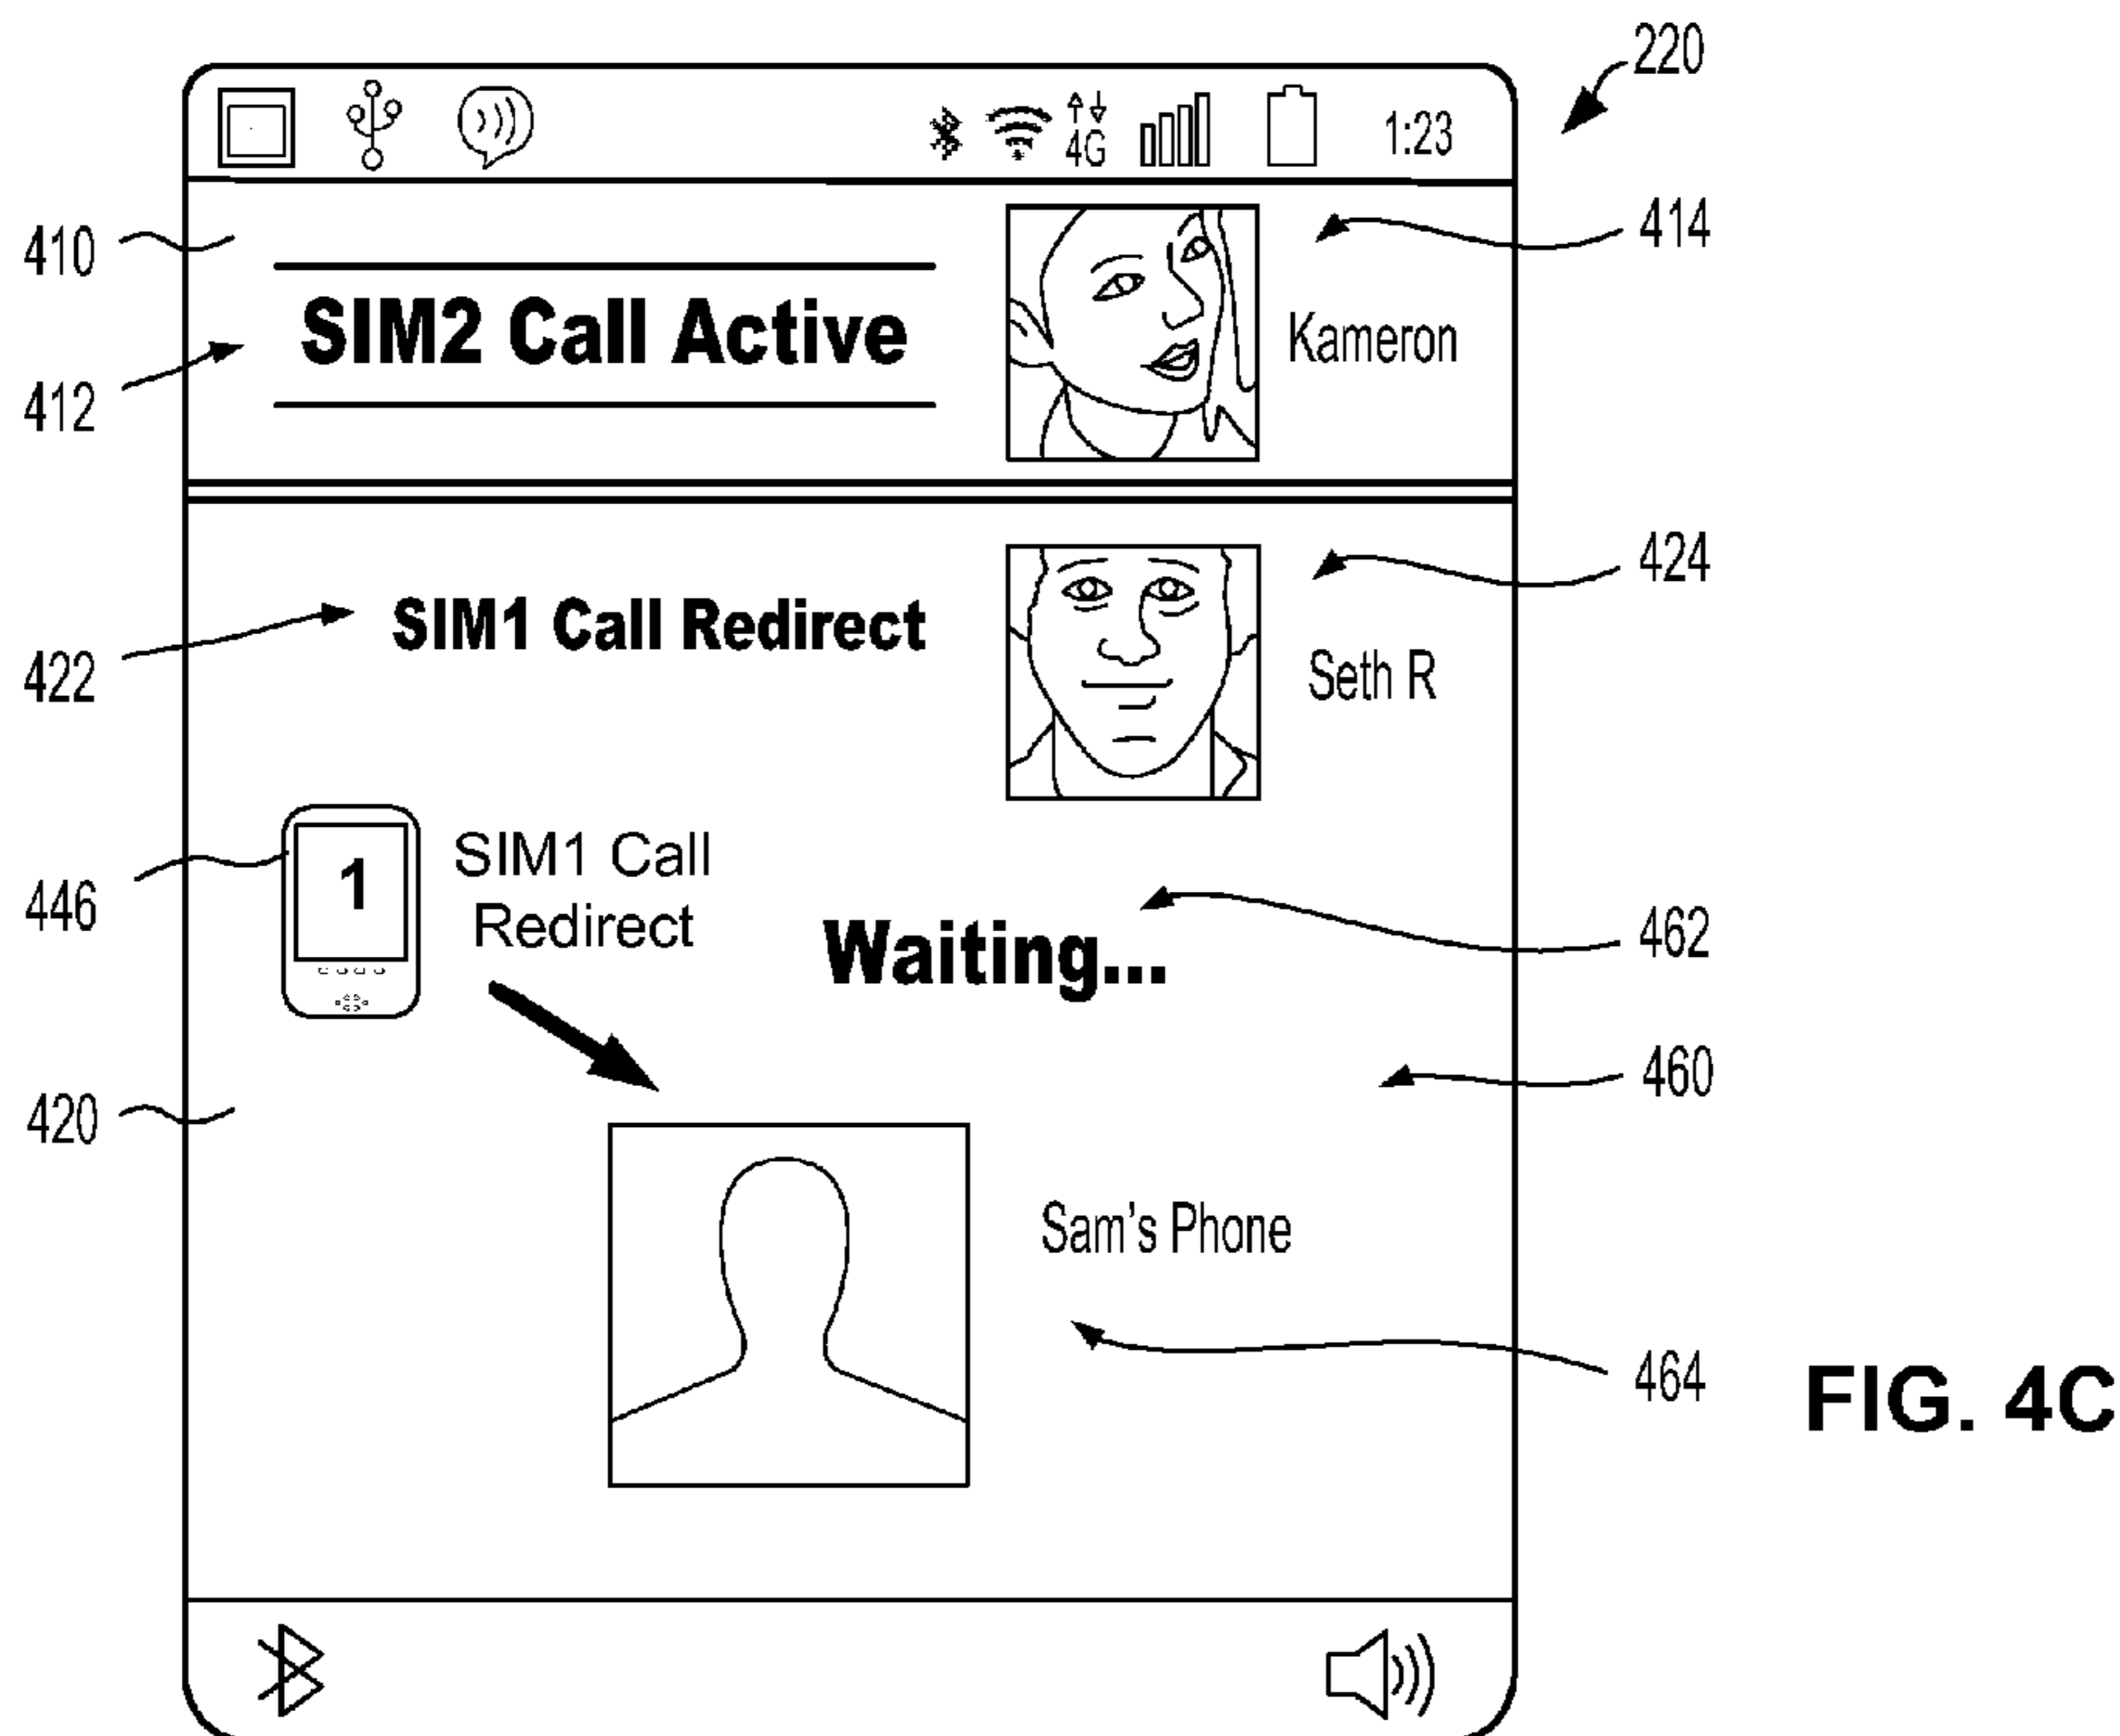 220
4G
1:23
410
414
SIM2 Call Active
Kameron
412
424
SIM1 Call Redirect
Seth R
422
1
SIM1 Call
Redirect
446
Waiting...
462
460
420
Sam's Phone
464
FIG. 4C